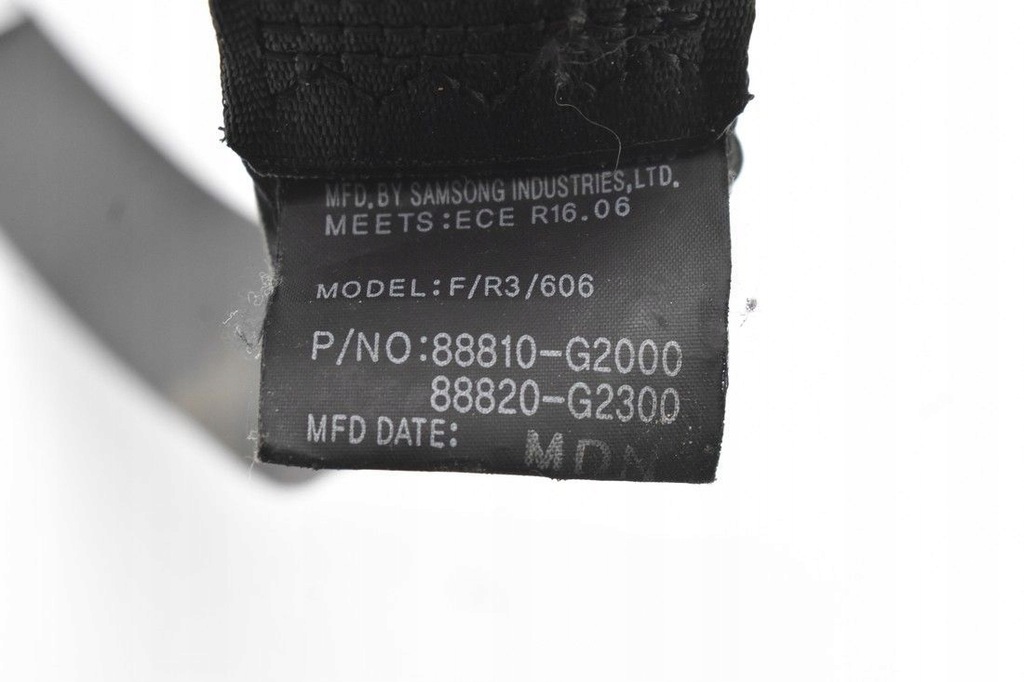 MFD. BY SAMSONG INDUSTRIES, LTD.
MEETS:ECE R16.06
MODEL:F/R3/606
P/NO:88810-G2000
88820-G2300
MFD DATE: MDN